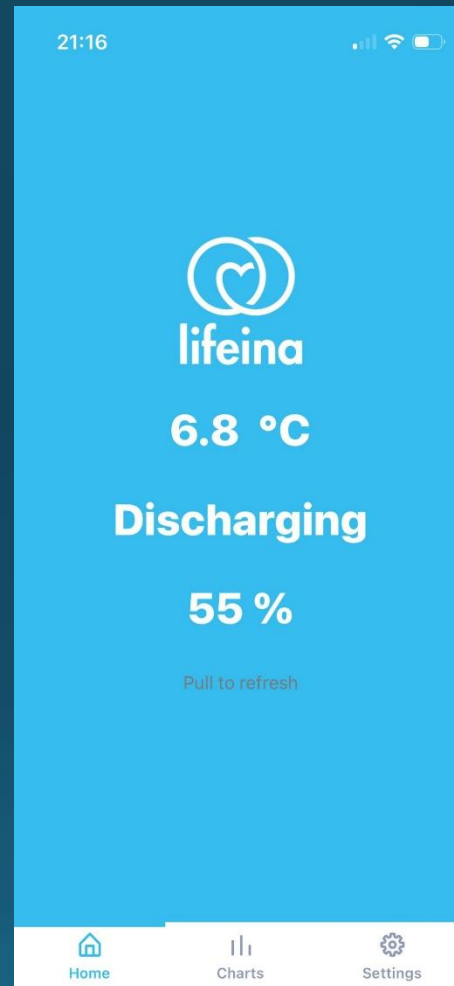 21:16
lifeina
6.8 °C
Discharging
55 %
Pull to refresh
Home
Charts
Settings